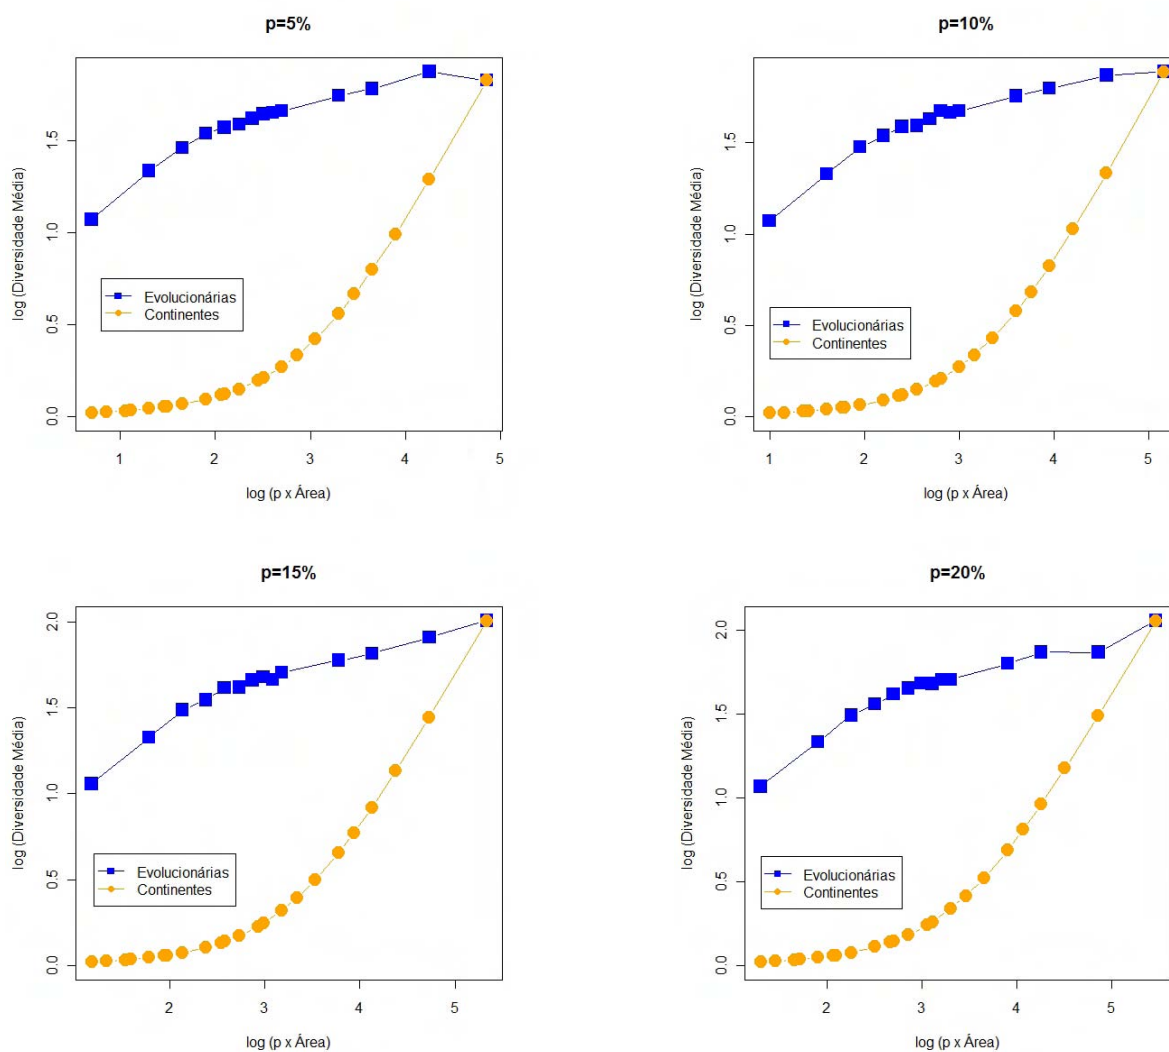 p=5%
log (Diversidade Média)
0.0 0.5 1.0 1.5
Evolucionárias
Continentes
1 2 3 4 5
log (p x Área)
p=10%
log (Diversidade Média)
0.0 0.5 1.0 1.5
Evolucionárias
Continentes
1 2 3 4 5
log (p x Área)
p=15%
log (Diversidade Média)
0.0 0.5 1.0 1.5 2.0
Evolucionárias
Continentes
2 3 4 5
log (p x Área)
p=20%
log (Diversidade Média)
0.0 0.5 1.0 1.5 2.0
Evolucionárias
Continentes
2 3 4 5
log (p x Área)